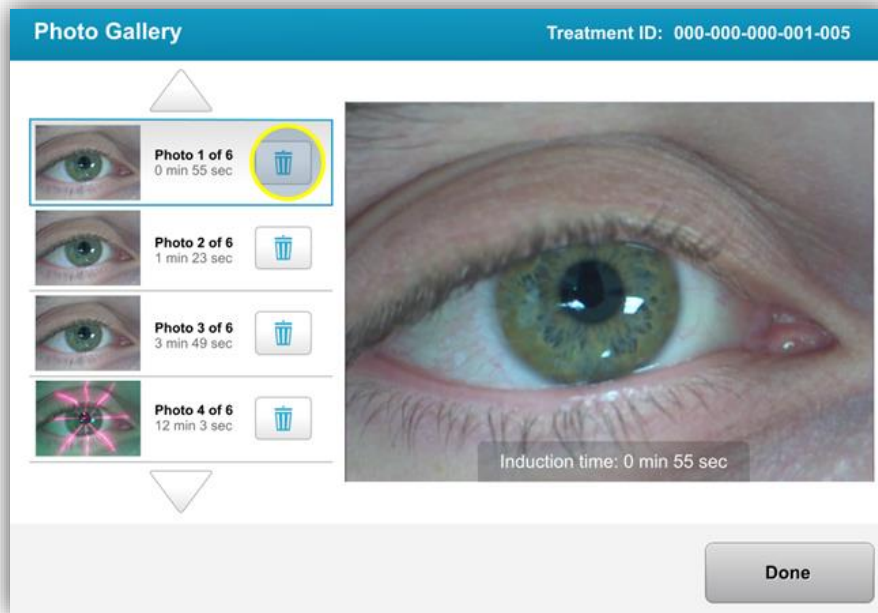 Photo Gallery
Treatment ID: 000-000-000-001-005
Photo 1 of 6
0 min 55 sec
Photo 2 of 6
1 min 23 sec
Photo 3 of 6
3 min 49 sec
Photo 4 of 6
12 min 3 sec
Induction time: 0 min 55 sec
Done